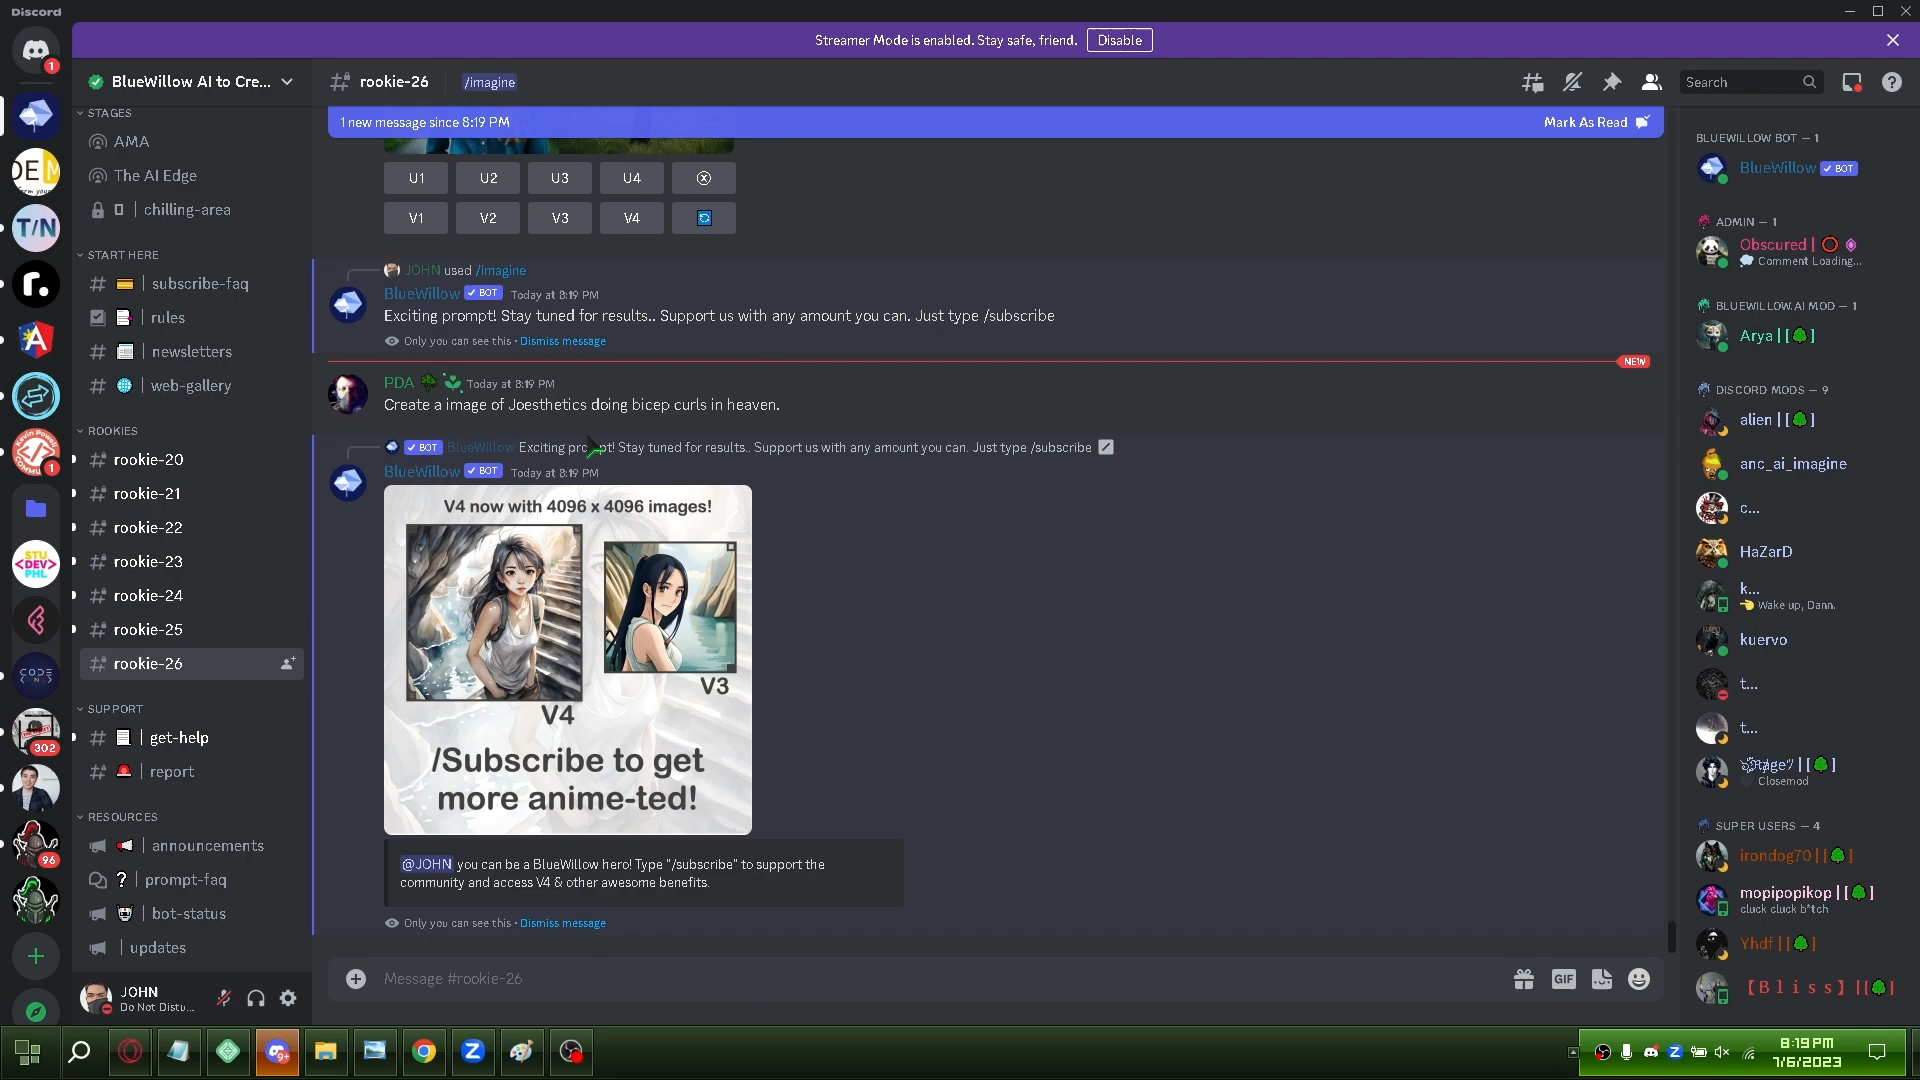 Discord
Streamer Mode is enabled. Stay safe, friend. Disable
BlueWillow AI to Cre...
rookie-26
/imagine
Search
1 new message since 8:19 PM
Mark As Read
STAGES
AMA
The AI Edge
chilling-area
START HERE
subscribe-faq
rules
newsletters
web-gallery
ROOKIES
rookie-20
rookie-21
rookie-22
rookie-23
rookie-24
rookie-25
rookie-26
SUPPORT
get-help
report
RESOURCES
announcements
prompt-faq
bot-status
updates
JOHN
Do Not Distu...
1
DEM
T/N
r.
A
1
STU
<DEV>
PHL
CODE
302
96
U1 U2 U3 U4
V1 V2 V3 V4
JOHN used /imagine
BlueWillow BOT Today at 8:19 PM
Exciting prompt! Stay tuned for results.. Support us with any amount you can. Just type /subscribe
Only you can see this • Dismiss message
NEW
PDA Today at 8:19 PM
Create a image of Joesthetics doing bicep curls in heaven.
BOT BlueWillow Exciting prompt! Stay tuned for results.. Support us with any amount you can. Just type /subscribe
BlueWillow BOT Today at 8:19 PM
V4 now with 4096 x 4096 images!
V3
V4
/Subscribe to get
more anime-ted!
@JOHN you can be a BlueWillow hero! Type "/subscribe" to support the
community and access V4 & other awesome benefits.
Only you can see this • Dismiss message
Message #rookie-26
GIF
BLUEWILLOW BOT — 1
BlueWillow BOT
ADMIN — 1
Obscured |
Comment Loading...
BLUEWILLOW.AI MOD — 1
Arya | [ ]
DISCORD MODS — 9
alien | [ ]
anc_ai_imagine
c...
HaZarD
k...
Wake up, Dann.
kuervo
t...
t...
Closemod
SUPER USERS — 4
irondog70 | [ ]
mopipopikop | [ ]
cluck cluck b*tch
Yhdf | [ ]
【B l i s s】 | [ ]
9+
Z
Z
8:19 PM
7/6/2023